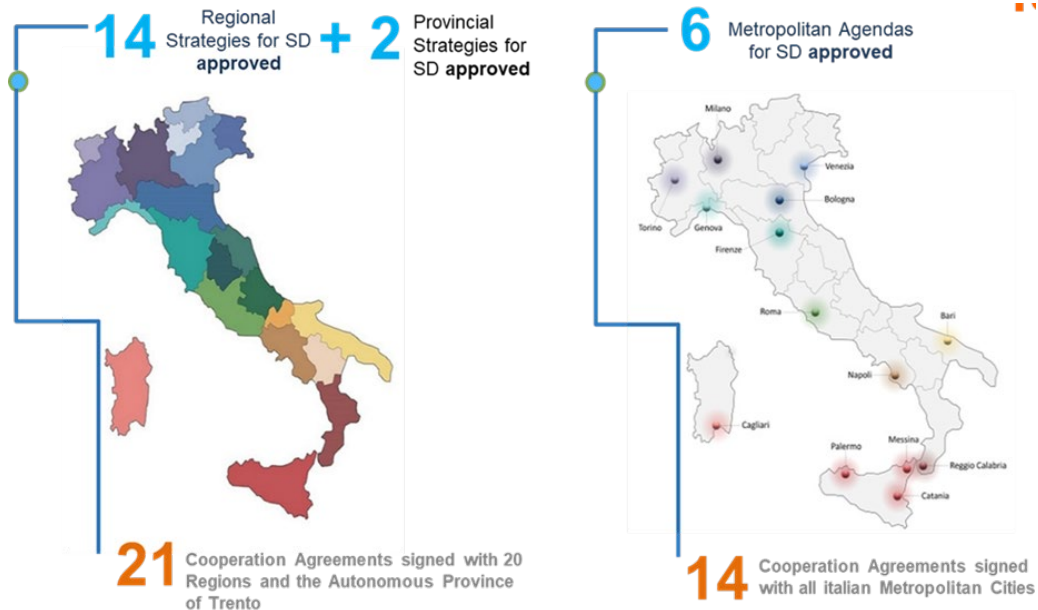 14 Regional
Strategies for SD
approved
+ 2 Provincial
Strategies for
SD approved
6 Metropolitan Agendas
for SD approved
Milano
Venezia
Bologna
Torino
Genova
Firenze
Roma
Bari
Napoli
Cagliari
Palermo
Messina
Reggio Calabria
Catania
21 Cooperation Agreements signed with 20
Regions and the Autonomous Province
of Trento
14 Cooperation Agreements signed
with all italian Metropolitan Cities